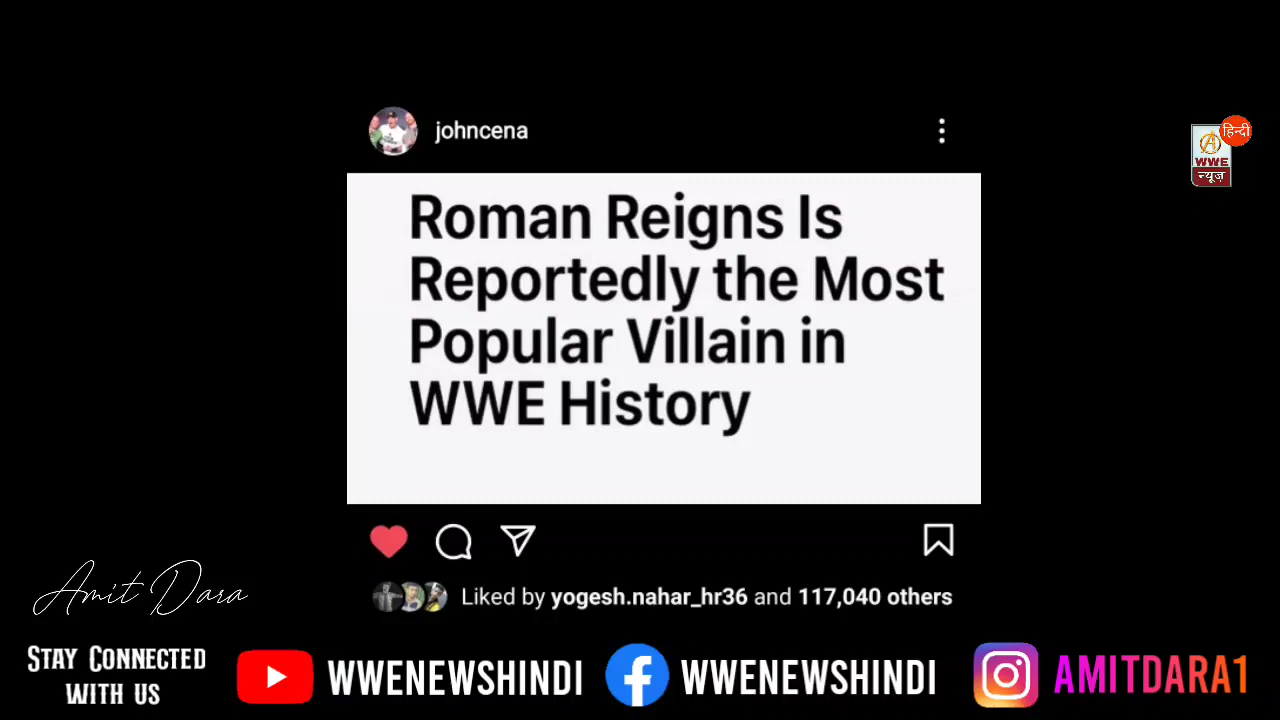 johncena
हिन्दी
A
WWE
न्यूज़
Roman Reigns Is
Reportedly the Most
Popular Villain in
WWE History
Liked by yogesh.nahar_hr36 and 117,040 others
Amit Dara
STAY CONNECTED
WITH US
WWENEWSHINDI
WWENEWSHINDI
AMITDARA1